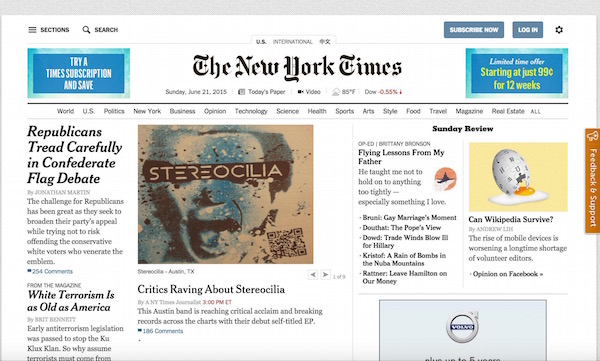 SECTIONS
SEARCH
SUBSCRIBE NOW
LOG IN
U.S. INTERNATIONAL 中文
TRY A
TIMES SUBSCRIPTION
AND SAVE
The New York Times
Limited time offer
Starting at just 99¢
for 12 weeks
Sunday, June 21, 2015
Today's Paper
Video
85°F
Dow -0.55%
World U.S. Politics New York Business Opinion Technology Science Health Sports Arts Style Food Travel Magazine Real Estate ALL
Republicans
Tread Carefully
in Confederate
Flag Debate
By JONATHAN MARTIN
The challenge for Republicans
has been great as they seek to
broaden their party's appeal
while trying not to risk
offending the conservative
white voters who venerate the
emblem.
254 Comments
FROM THE MAGAZINE
White Terrorism Is
as Old as America
By BRIT BENNETT
Early antiterrorism legislation
was passed to stop the Ku
Klux Klan. So why assume
terrorists must come from
STEREOCILIA
Stereocilia - Austin, TX
1 of 9
Critics Raving About Stereocilia
By A NY Times Journalist 3:00 PM ET
This Austin band is reaching critical acclaim and breaking
records across the charts with their debut self-titled EP.
186 Comments
Sunday Review
OP-ED | BRITTANY BRONSON
Flying Lessons From My
Father
He taught me not to
hold on to anything
too tightly —
especially something I
love.
Bruni: Gay Marriage's Moment
Douthat: The Pope's View
Dowd: Trade Winds Blow Ill
for Hillary
Kristof: A Rain of Bombs in
the Nuba Mountains
Rattner: Leave Hamilton on
Our Money
Can Wikipedia Survive?
By ANDREW LIH
The rise of mobile devices is
worsening a longtime shortage
of volunteer editors.
Opinion on Facebook »
Feedback & Support
VOLVO
plus up to 5 years